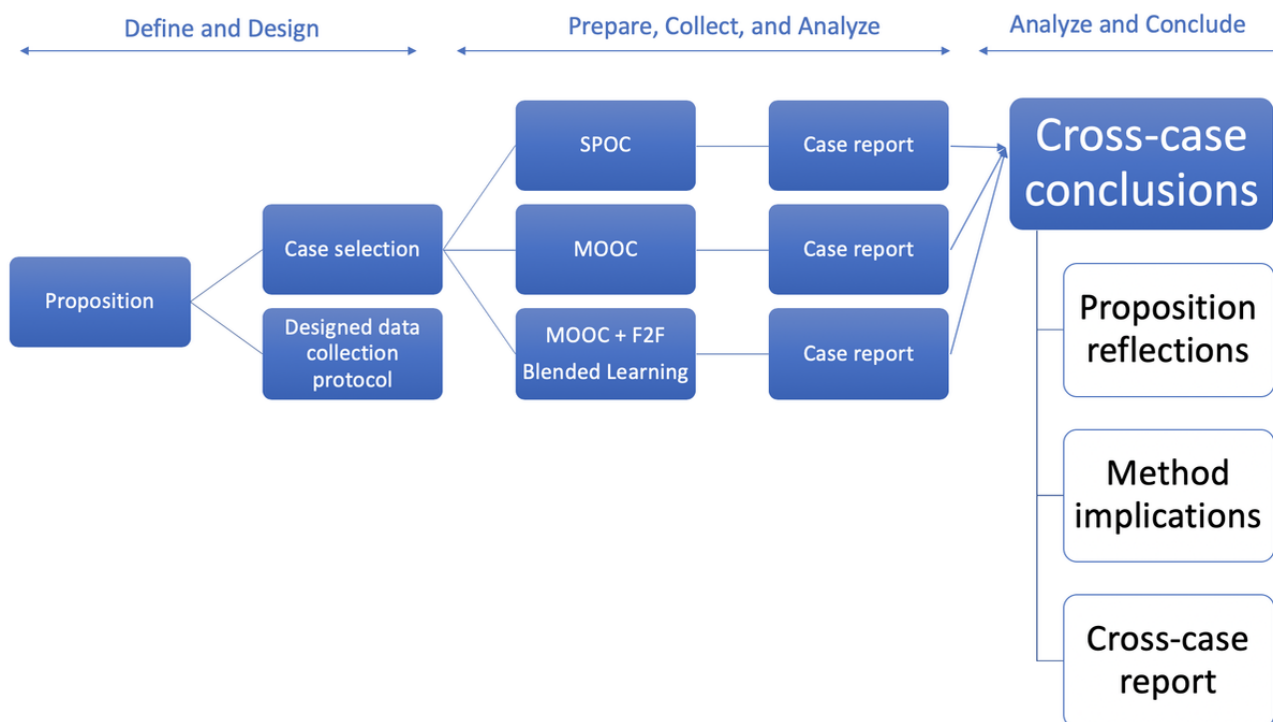 Define and Design
Prepare, Collect, and Analyze
Analyze and Conclude
Proposition
Case selection
Designed data
collection
protocol
SPOC
Case report
MOOC
Case report
MOOC + F2F
Blended Learning
Case report
Cross-case
conclusions
Proposition
reflections
Method
implications
Cross-case
report